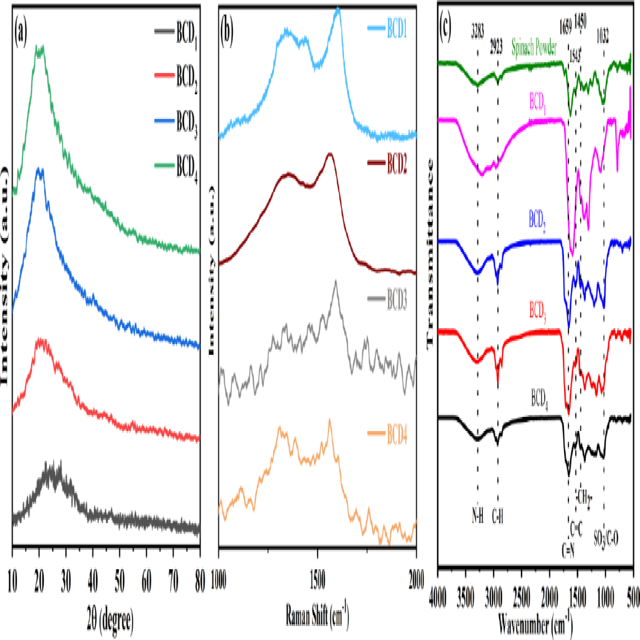 (a)
BCD1
BCD2
BCD3
BCD4
Intensity (a.u.)
10 20 30 40 50 60 70 80
2θ (degree)
(b)
BCD1
BCD2
BCD3
BCD4
Intensity (a.u.)
1000 1500 2000
Raman Shift (cm-1)
(c)
3283 2923 1659 1545 1450 1032
Spinach Powder
BCD1
BCD2
BCD3
BCD4
Transmittance
N-H C-H C=N C=C -CH2- SO3/C-O
4000 3500 3000 2500 2000 1500 1000 500
Wavenumber (cm-1)